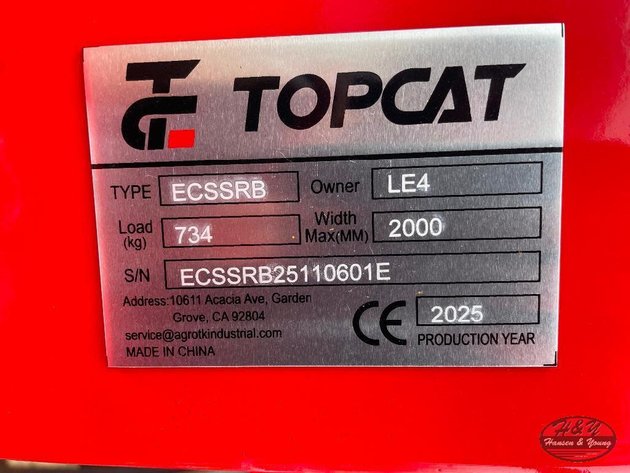 TOPCAT
TYPE ECSSRB Owner LE4
Load (kg) 734 Width Max(MM) 2000
S/N ECSSRB25110601E
Address:10611 Acacia Ave, Garden
Grove, CA 92804
service@agrotkindustrial.com
MADE IN CHINA
CE 2025
PRODUCTION YEAR
H&Y
Hansen & Young